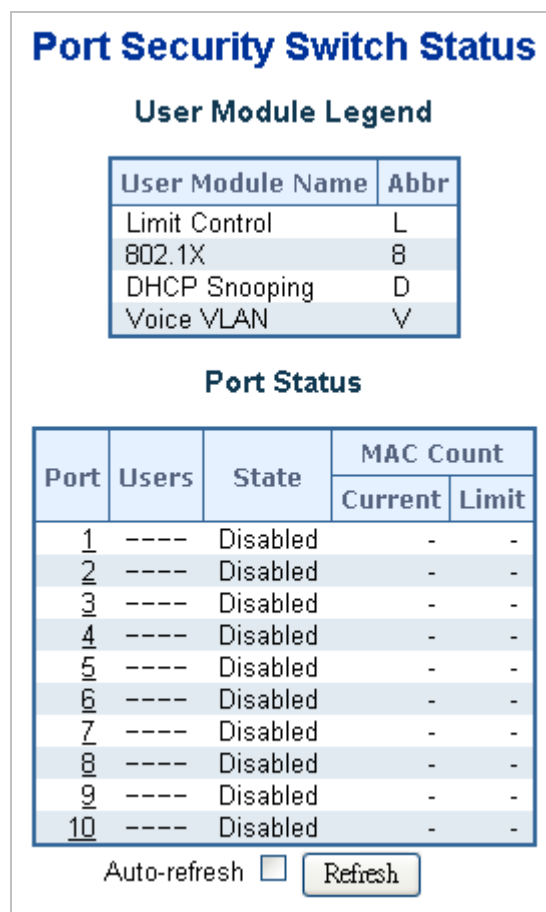 Port Security Switch Status
User Module Legend
User Module Name Abbr
Limit Control L
802.1X 8
DHCP Snooping D
Voice VLAN V
Port Status
Port Users State MAC Count
Current Limit
1 ---- Disabled - -
2 ---- Disabled - -
3 ---- Disabled - -
4 ---- Disabled - -
5 ---- Disabled - -
6 ---- Disabled - -
7 ---- Disabled - -
8 ---- Disabled - -
9 ---- Disabled - -
10 ---- Disabled - -
Auto-refresh Refresh